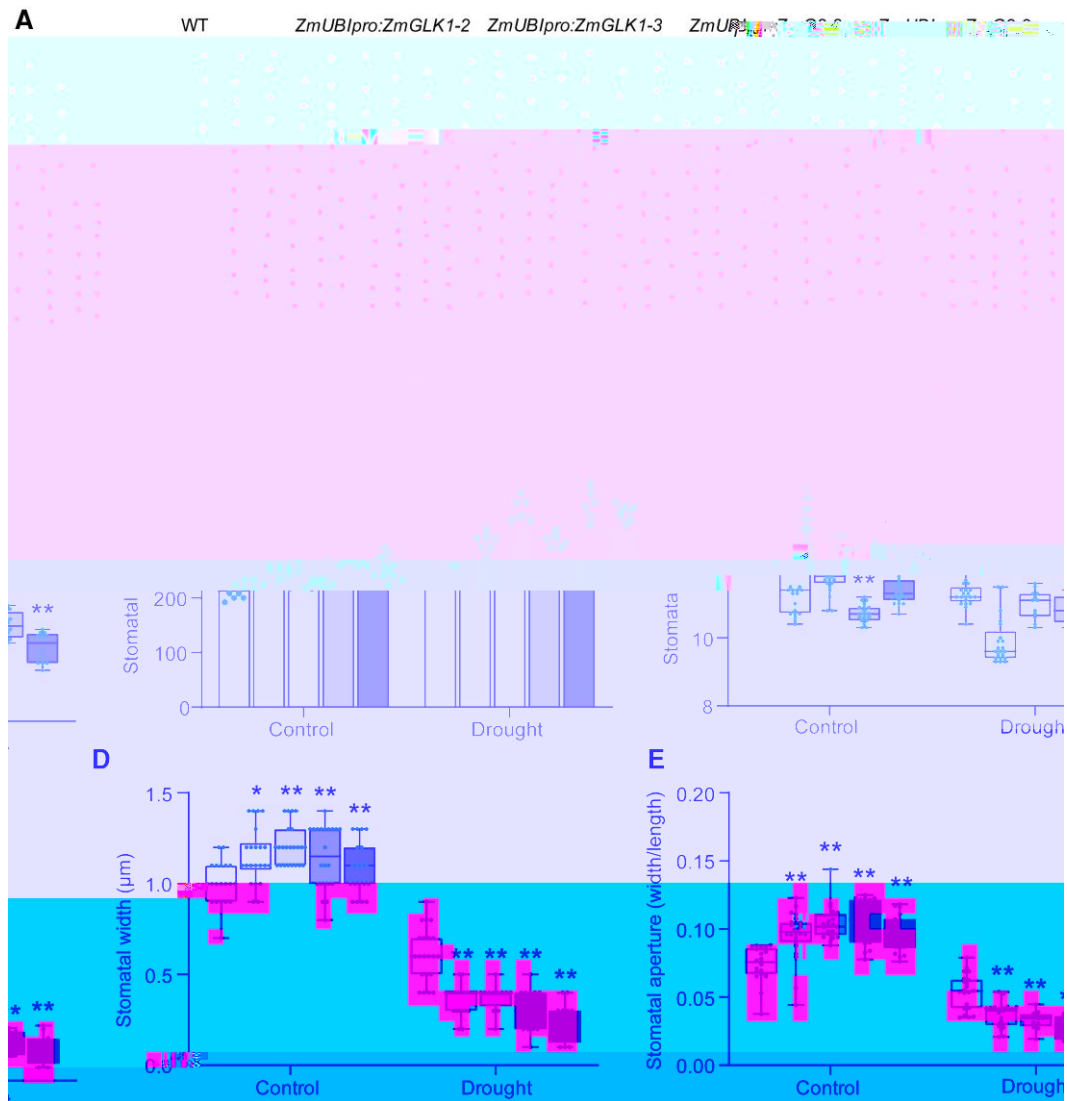 A
WT ZmUBIpro:ZmGLK1-2 ZmUBIpro:ZmGLK1-3
**
Stomatal
200
100
0
Control Drought
Stomata
**
10
8
Control Drough
D
Stomatal width (μm)
1.5
1.0
0.5
0.0
* ** ** **
** ** ** **
Control Drought
E
Stomatal aperture (width/length)
0.20
0.15
0.10
0.05
0.00
** ** ** **
** **
Control Drough
* **